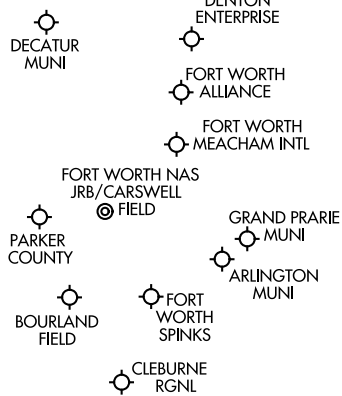 DENTON
ENTERPRISE
DECATUR
MUNI
FORT WORTH
ALLIANCE
FORT WORTH
MEACHAM INTL
FORT WORTH NAS
JRB/CARSWELL
FIELD
GRAND PRARIE
MUNI
PARKER
COUNTY
ARLINGTON
MUNI
BOURLAND
FIELD
FORT
WORTH
SPINKS
CLEBURNE
RGNL